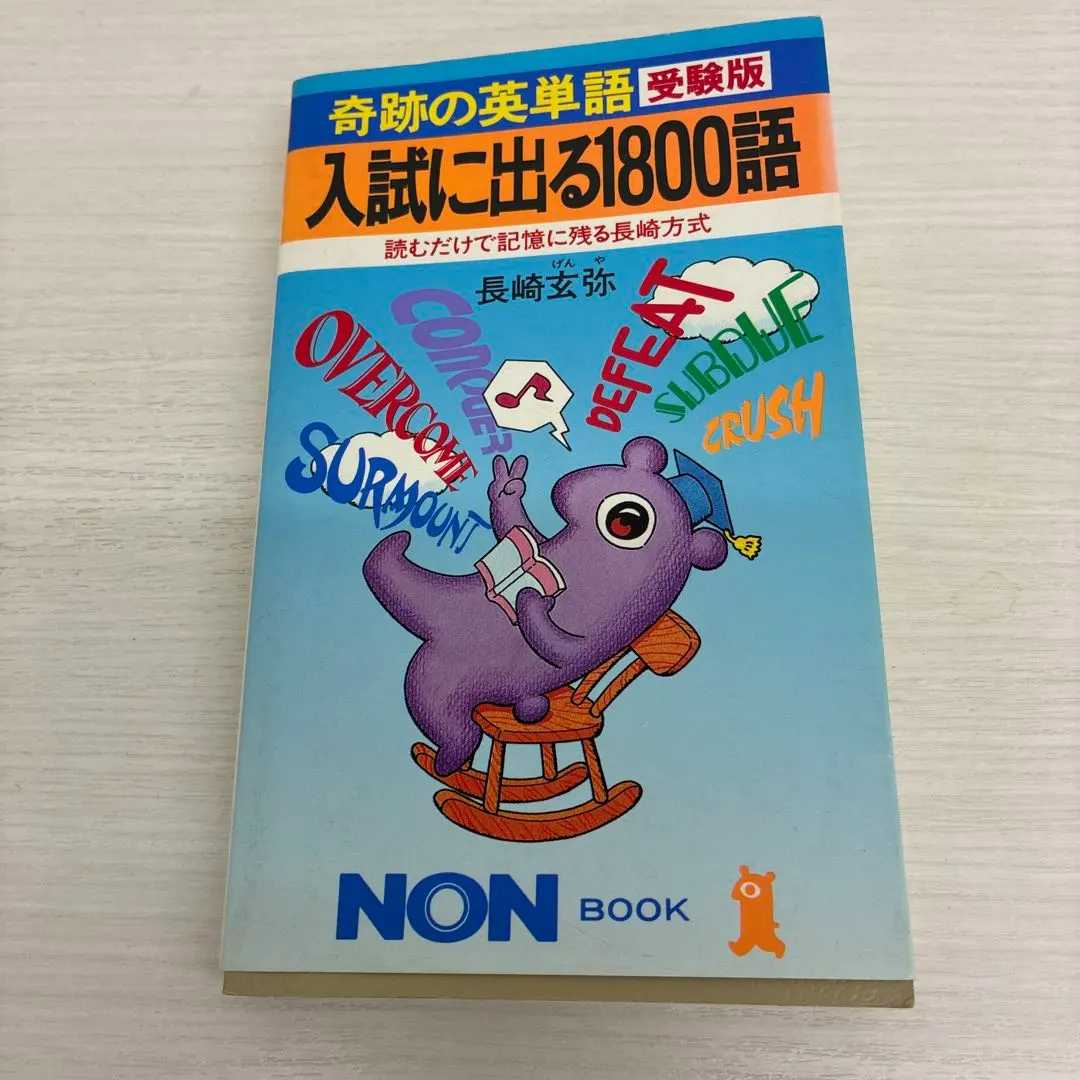 奇跡の英単語 受験版
入試に出る1800語
読むだけで記憶に残る長崎方式
げんや
長崎玄弥
CONQUER
DEFEAT
SUBDUE
OVERCOME
CRUSH
SURMOUNT
NON BOOK